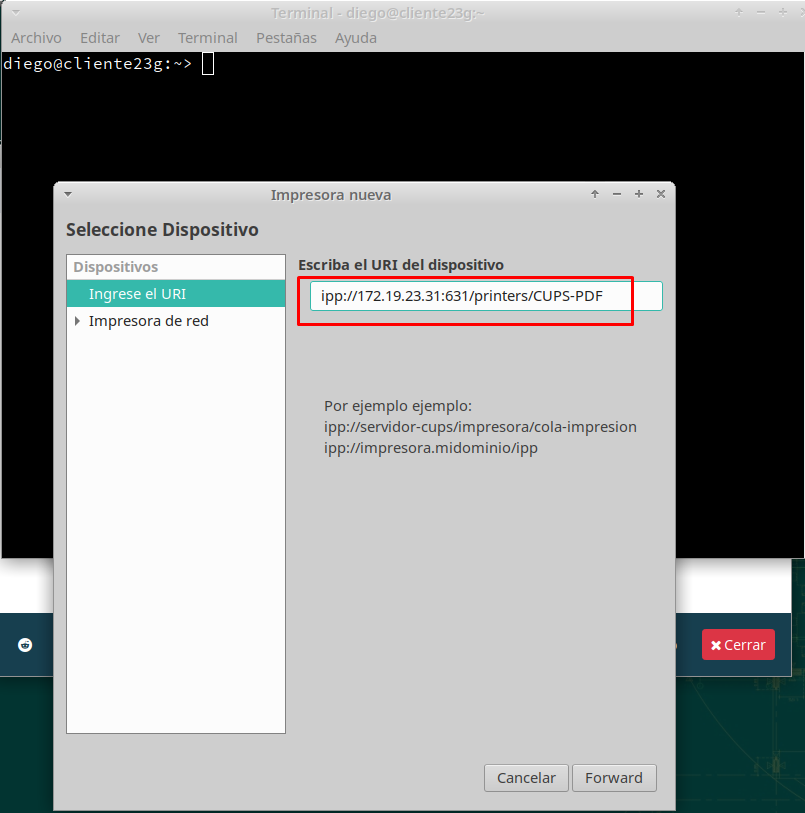 Terminal - diego@cliente23g:~
Archivo Editar Ver Terminal Pestañas Ayuda
diego@cliente23g:~>
Impresora nueva
Seleccione Dispositivo
Dispositivos
Ingrese el URI
Impresora de red
Escriba el URI del dispositivo
ipp://172.19.23.31:631/printers/CUPS-PDF
Por ejemplo ejemplo:
ipp://servidor-cups/impresora/cola-impresion
ipp://impresora.midominio/ipp
Cerrar
Cancelar Forward